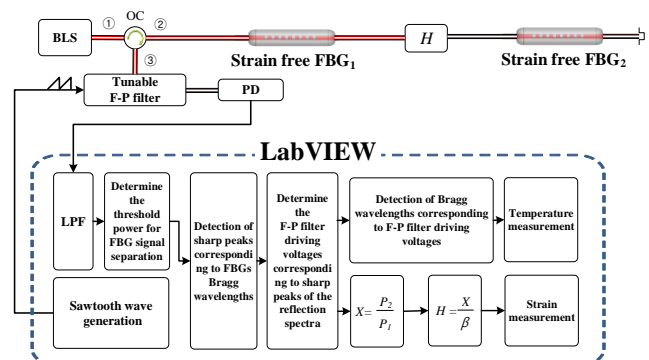 OC
BLS
①
②
③
H
Strain free FBG1
Strain free FBG2
Tunable
F-P filter
PD
LabVIEW
LPF
Determine
the
threshold
power for
FBG signal
separation
Detection of
sharp peaks
correspondin
g to FBGs
Bragg
wavelengths
Determine
the
F-P filter
driving
voltages
correspondin
g to sharp
peaks of the
reflection
spectra
Detection of Bragg
wavelengths corresponding
to F-P filter driving
voltages
Temperature
measurement
Sawtooth wave
generation
X= P2/P1
H= X/β
Strain
measurement